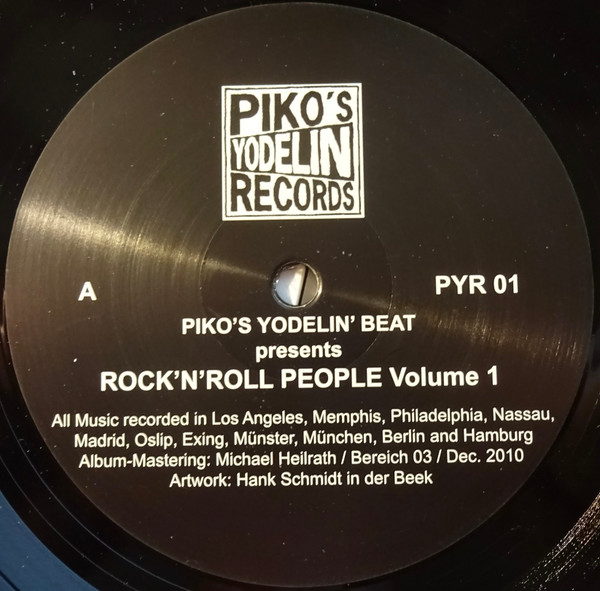 PIKO'S
YODELIN
RECORDS
A
PYR 01
PIKO'S YODELIN' BEAT
presents
ROCK'N'ROLL PEOPLE Volume 1
All Music recorded in Los Angeles, Memphis, Philadelphia, Nassau,
Madrid, Oslip, Exing, Münster, München, Berlin and Hamburg
Album-Mastering: Michael Heilrath / Bereich 03 / Dec. 2010
Artwork: Hank Schmidt in der Beek